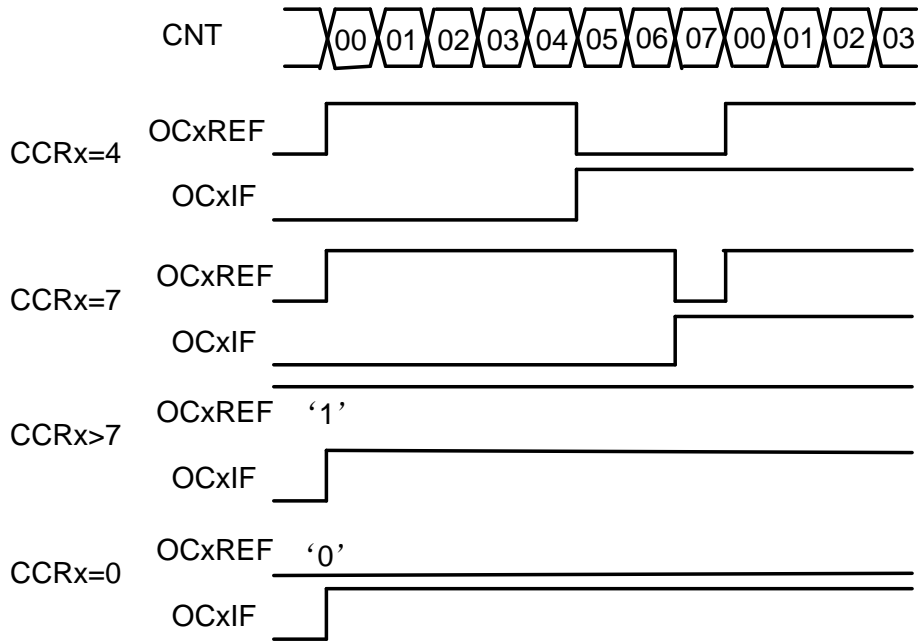 CNT 00 01 02 03 04 05 06 07 00 01 02 03
CCRx=4
OCxREF
OCxIF
CCRx=7
OCxREF
OCxIF
CCRx>7
OCxREF ‘1’
OCxIF
CCRx=0
OCxREF ‘0’
OCxIF